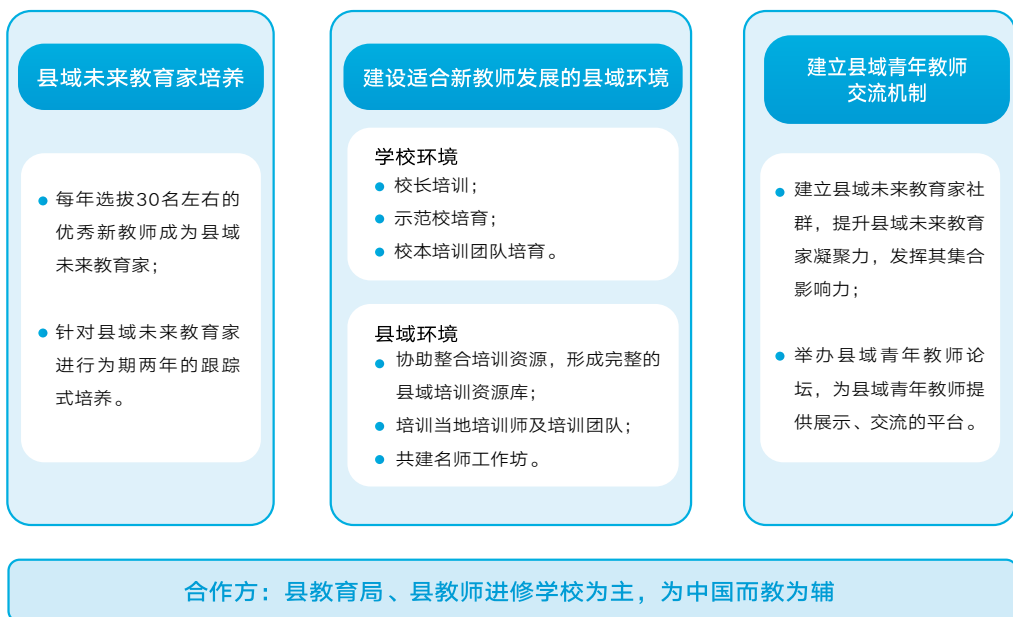 县域未来教育家培养
每年选拔30名左右的
优秀新教师成为县域
未来教育家；
针对县域未来教育家
进行为期两年的跟踪
式培养。
建设适合新教师发展的县域环境
学校环境
校长培训；
示范校培育；
校本培训团队培育。
县域环境
协助整合培训资源，形成完整的
县域培训资源库；
培训当地培训师及培训团队；
共建名师工作坊。
建立县域青年教师
交流机制
建立县域未来教育家社
群，提升县域未来教育
家凝聚力，发挥其集合
影响力；
举办县域青年教师论
坛，为县域青年教师提
供展示、交流的平台。
合作方：县教育局、县教师进修学校为主，为中国而教为辅